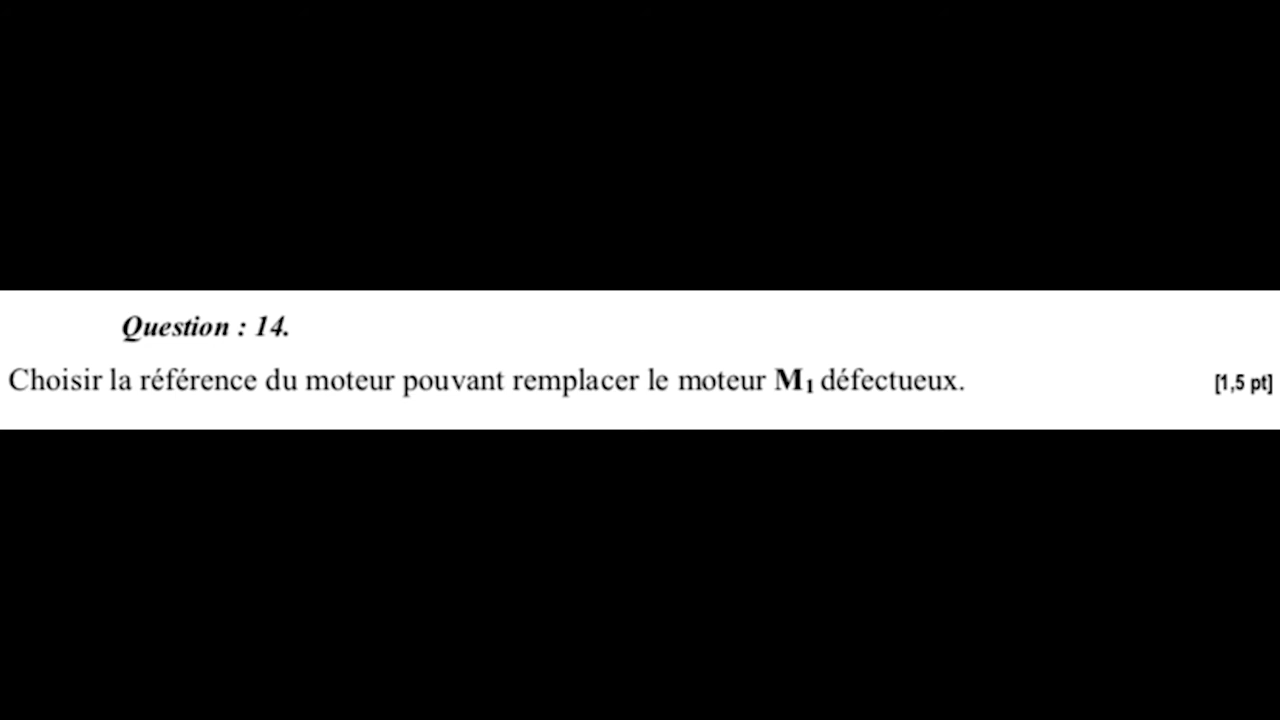 Question : 14.
Choisir la référence du moteur pouvant remplacer le moteur M₁ défectueux. [1,5 pt]